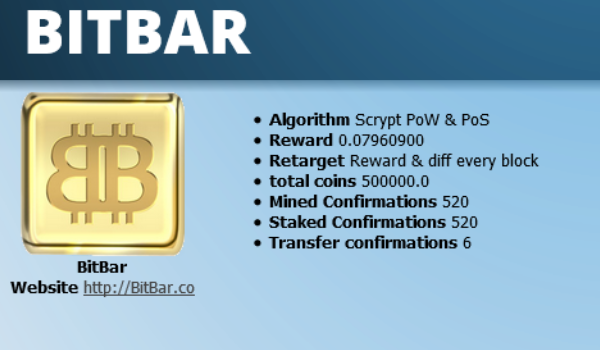 BITBAR
Algorithm Scrypt PoW & PoS
Reward 0.07960900
Retarget Reward & diff every block
total coins 500000.0
Mined Confirmations 520
Staked Confirmations 520
Transfer confirmations 6
BitBar
Website http://BitBar.co